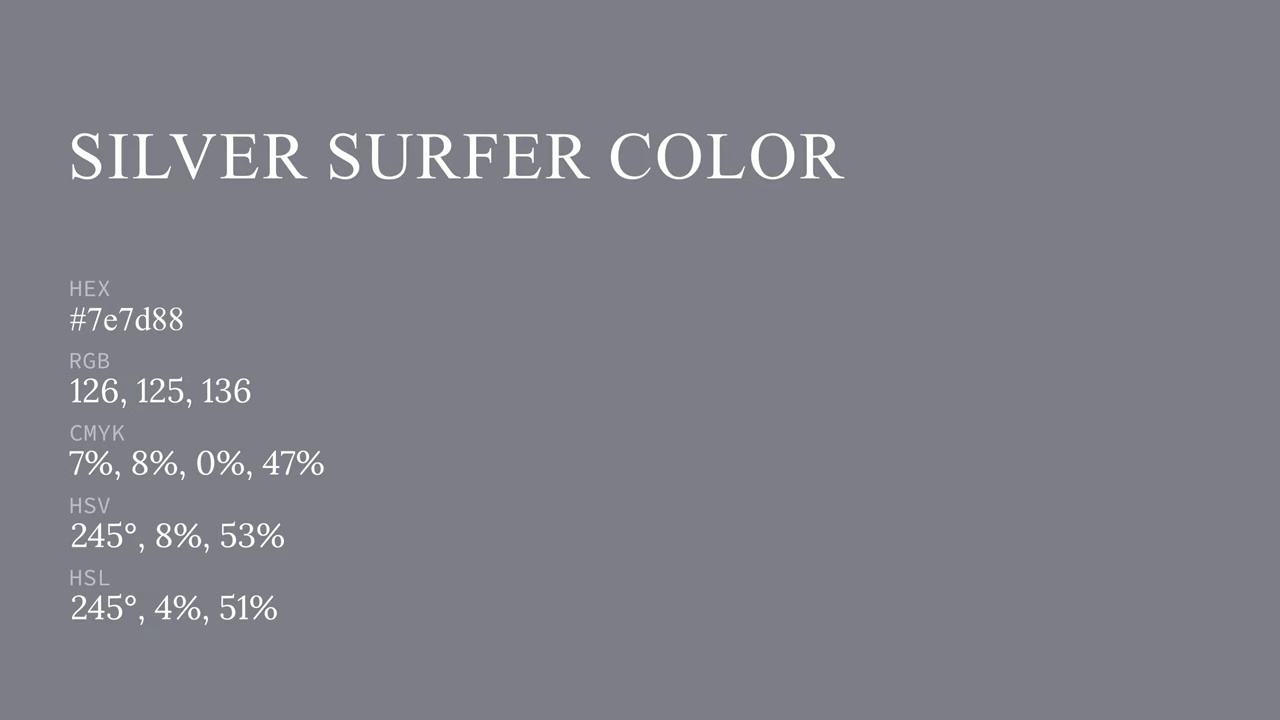 SILVER SURFER COLOR
HEX
#7e7d88
RGB
126, 125, 136
CMYK
7%, 8%, 0%, 47%
HSV
245°, 8%, 53%
HSL
245°, 4%, 51%